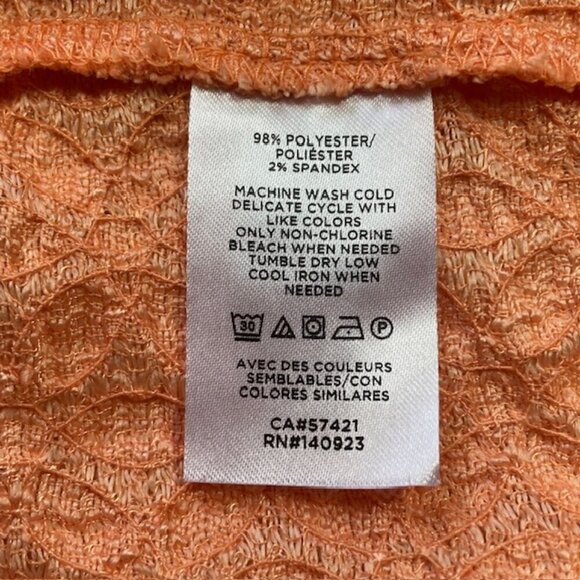 98% POLYESTER/
POLIÉSTER
2% SPANDEX
MACHINE WASH COLD
DELICATE CYCLE WITH
LIKE COLORS
ONLY NON-CHLORINE
BLEACH WHEN NEEDED
TUMBLE DRY LOW
COOL IRON WHEN
NEEDED
30 P
AVEC DES COULEURS
SEMBLABLES/CON
COLORES SIMILARES
CA#57421
RN#140923